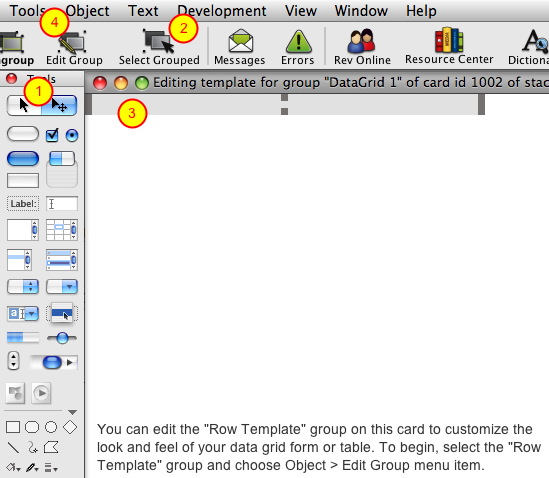 Tools Object Text Development View Window Help
4
2
group Edit Group Select Grouped Messages Errors Rev Online Resource Center Dictiona
Tools
Editing template for group "DataGrid 1" of card id 1002 of stac
1
3
Label:
a
You can edit the "Row Template" group on this card to customize the
look and feel of your data grid form or table. To begin, select the "Row
Template" group and choose Object > Edit Group menu item.